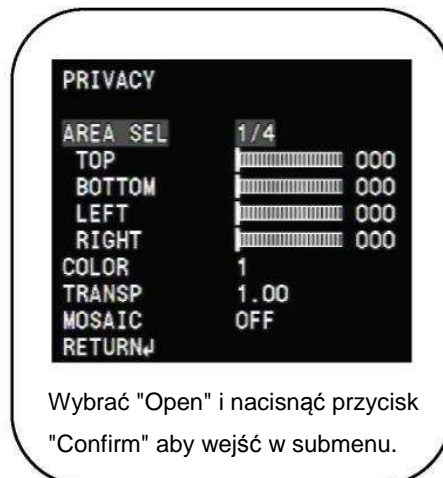 PRIVACY
AREA SEL 1/4
TOP 000
BOTTOM 000
LEFT 000
RIGHT 000
COLOR 1
TRANSP 1.00
MOSAIC OFF
RETURN↵
Wybrać "Open" i nacisnąć przycisk
"Confirm" aby wejść w submenu.